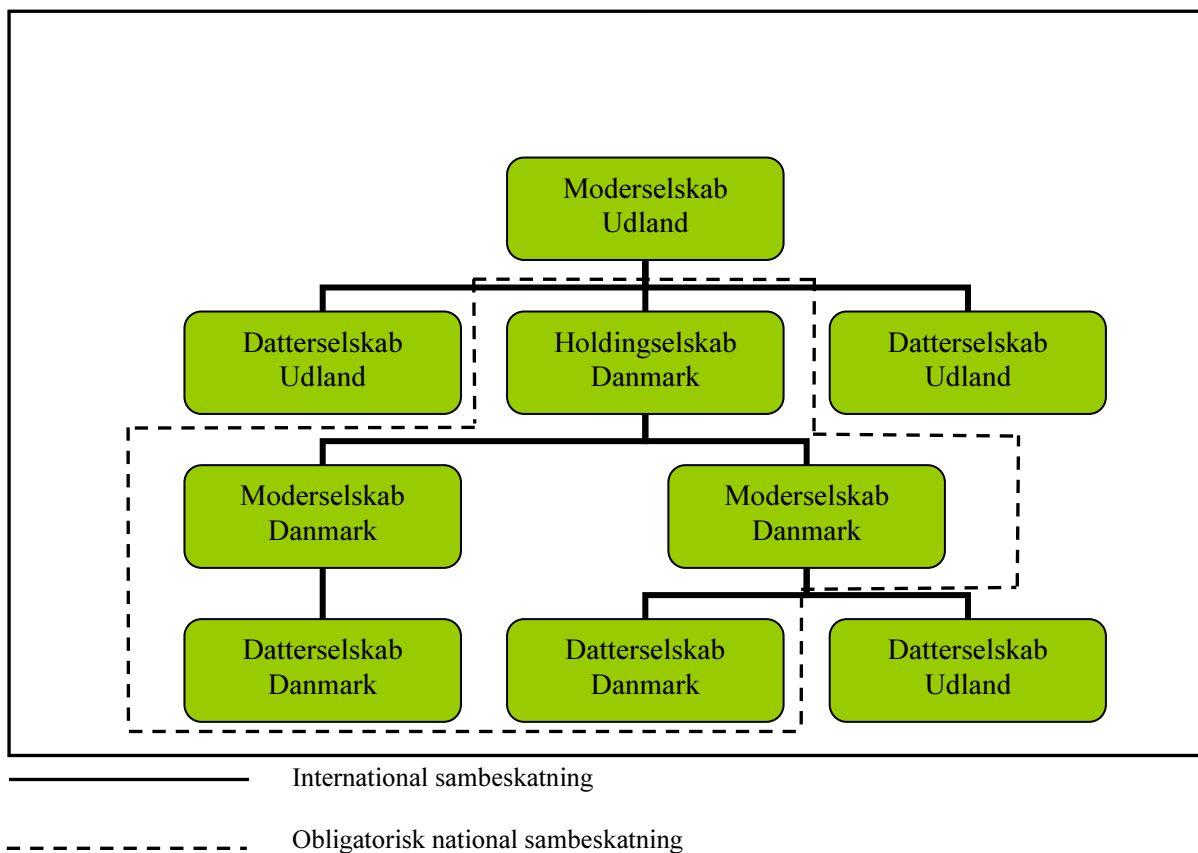 Moderselskab
Udland
Datterselskab
Udland
Holdingselskab
Danmark
Datterselskab
Udland
Moderselskab
Danmark
Moderselskab
Danmark
Datterselskab
Danmark
Datterselskab
Danmark
Datterselskab
Udland
International sambeskatning
Obligatorisk national sambeskatning